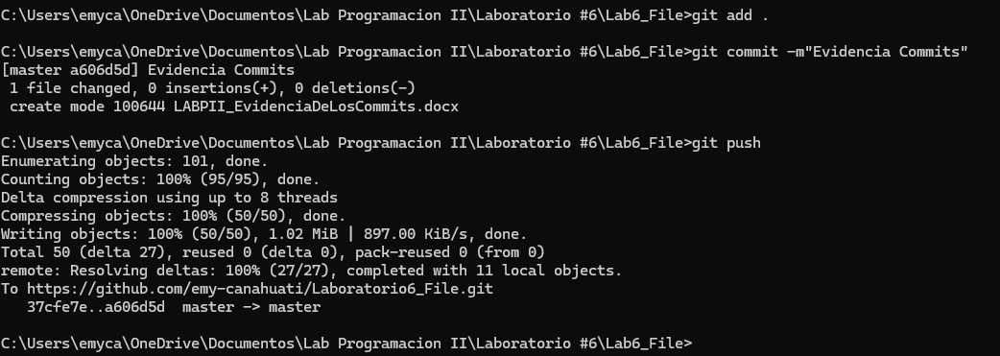 C:\Users\emyca\OneDrive\Documentos\Lab Programacion II\Laboratorio #6\Lab6_File>git add .
C:\Users\emyca\OneDrive\Documentos\Lab Programacion II\Laboratorio #6\Lab6_File>git commit -m"Evidencia Commits"
[master a606d5d] Evidencia Commits
 1 file changed, 0 insertions(+), 0 deletions(-)
 create mode 100644 LABPII_EvidenciaDeLosCommits.docx
C:\Users\emyca\OneDrive\Documentos\Lab Programacion II\Laboratorio #6\Lab6_File>git push
Enumerating objects: 101, done.
Counting objects: 100% (95/95), done.
Delta compression using up to 8 threads
Compressing objects: 100% (50/50), done.
Writing objects: 100% (50/50), 1.02 MiB | 897.00 KiB/s, done.
Total 50 (delta 27), reused 0 (delta 0), pack-reused 0 (from 0)
remote: Resolving deltas: 100% (27/27), completed with 11 local objects.
To https://github.com/emy-canahuati/Laboratorio6_File.git
   37cfe7e..a606d5d  master -> master
C:\Users\emyca\OneDrive\Documentos\Lab Programacion II\Laboratorio #6\Lab6_File>